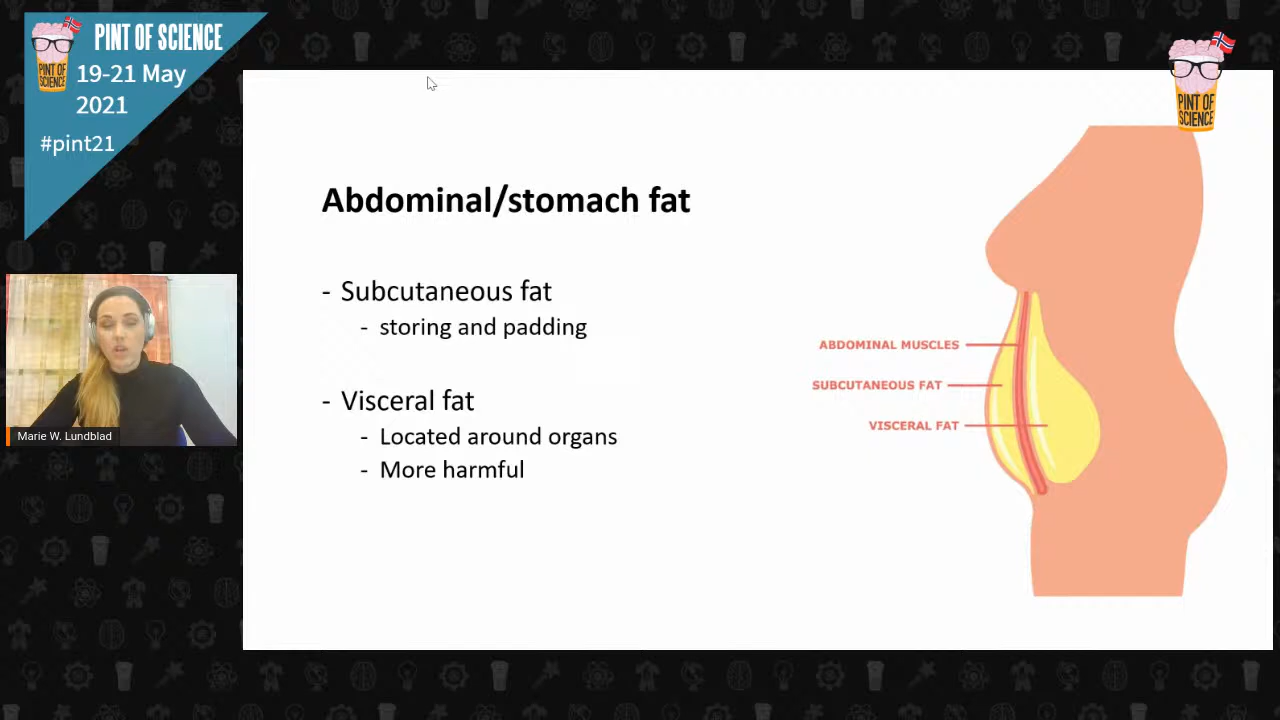 PINT OF SCIENCE
PINT OF
SCIENCE
19-21 May
2021
#pint21
PINT OF
SCIENCE
Abdominal/stomach fat
- Subcutaneous fat
- storing and padding
- Visceral fat
- Located around organs
- More harmful
ABDOMINAL MUSCLES
SUBCUTANEOUS FAT
VISCERAL FAT
Marie W. Lundblad